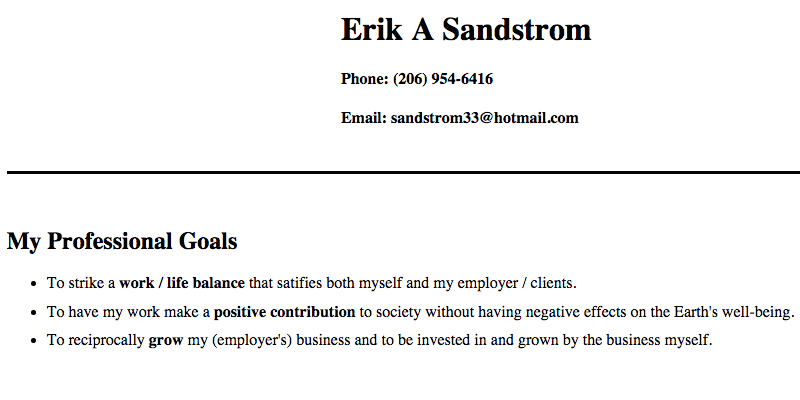 Erik A Sandstrom
Phone: (206) 954-6416
Email: sandstrom33@hotmail.com
My Professional Goals
• To strike a work / life balance that satifies both myself and my employer / clients.
• To have my work make a positive contribution to society without having negative effects on the Earth's well-being.
• To reciprocally grow my (employer's) business and to be invested in and grown by the business myself.